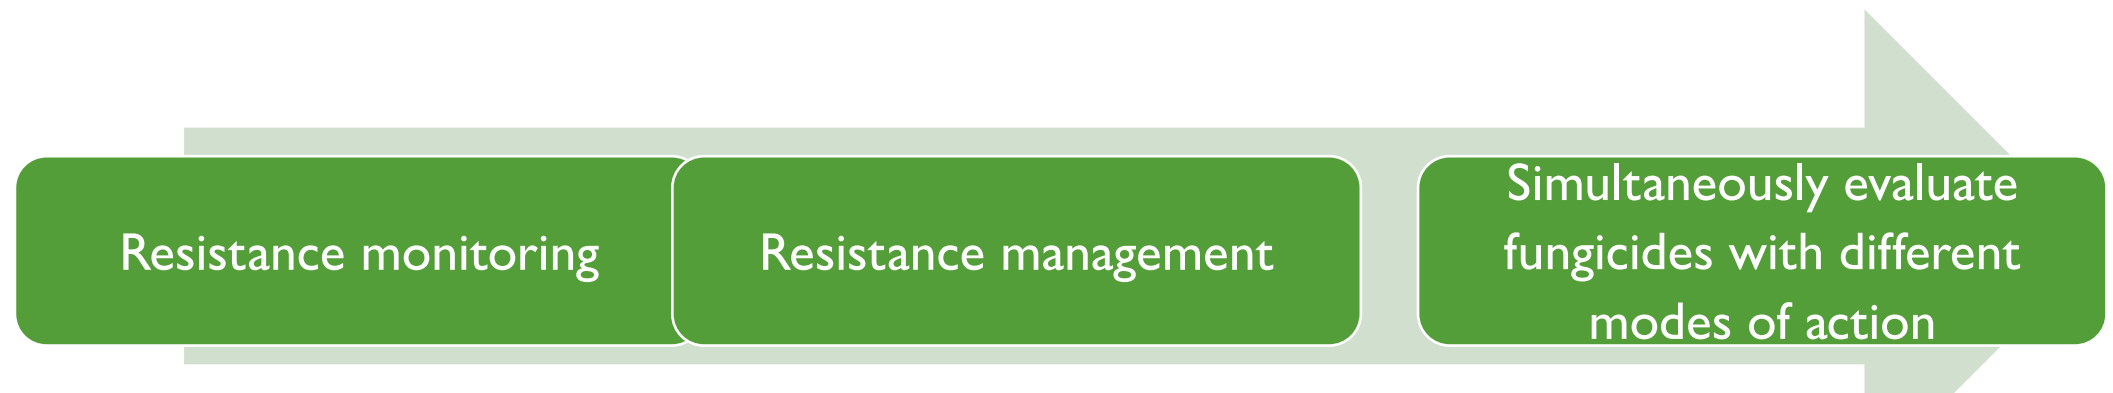 Resistance monitoring
Resistance management
Simultaneously evaluate
fungicides with different
modes of action